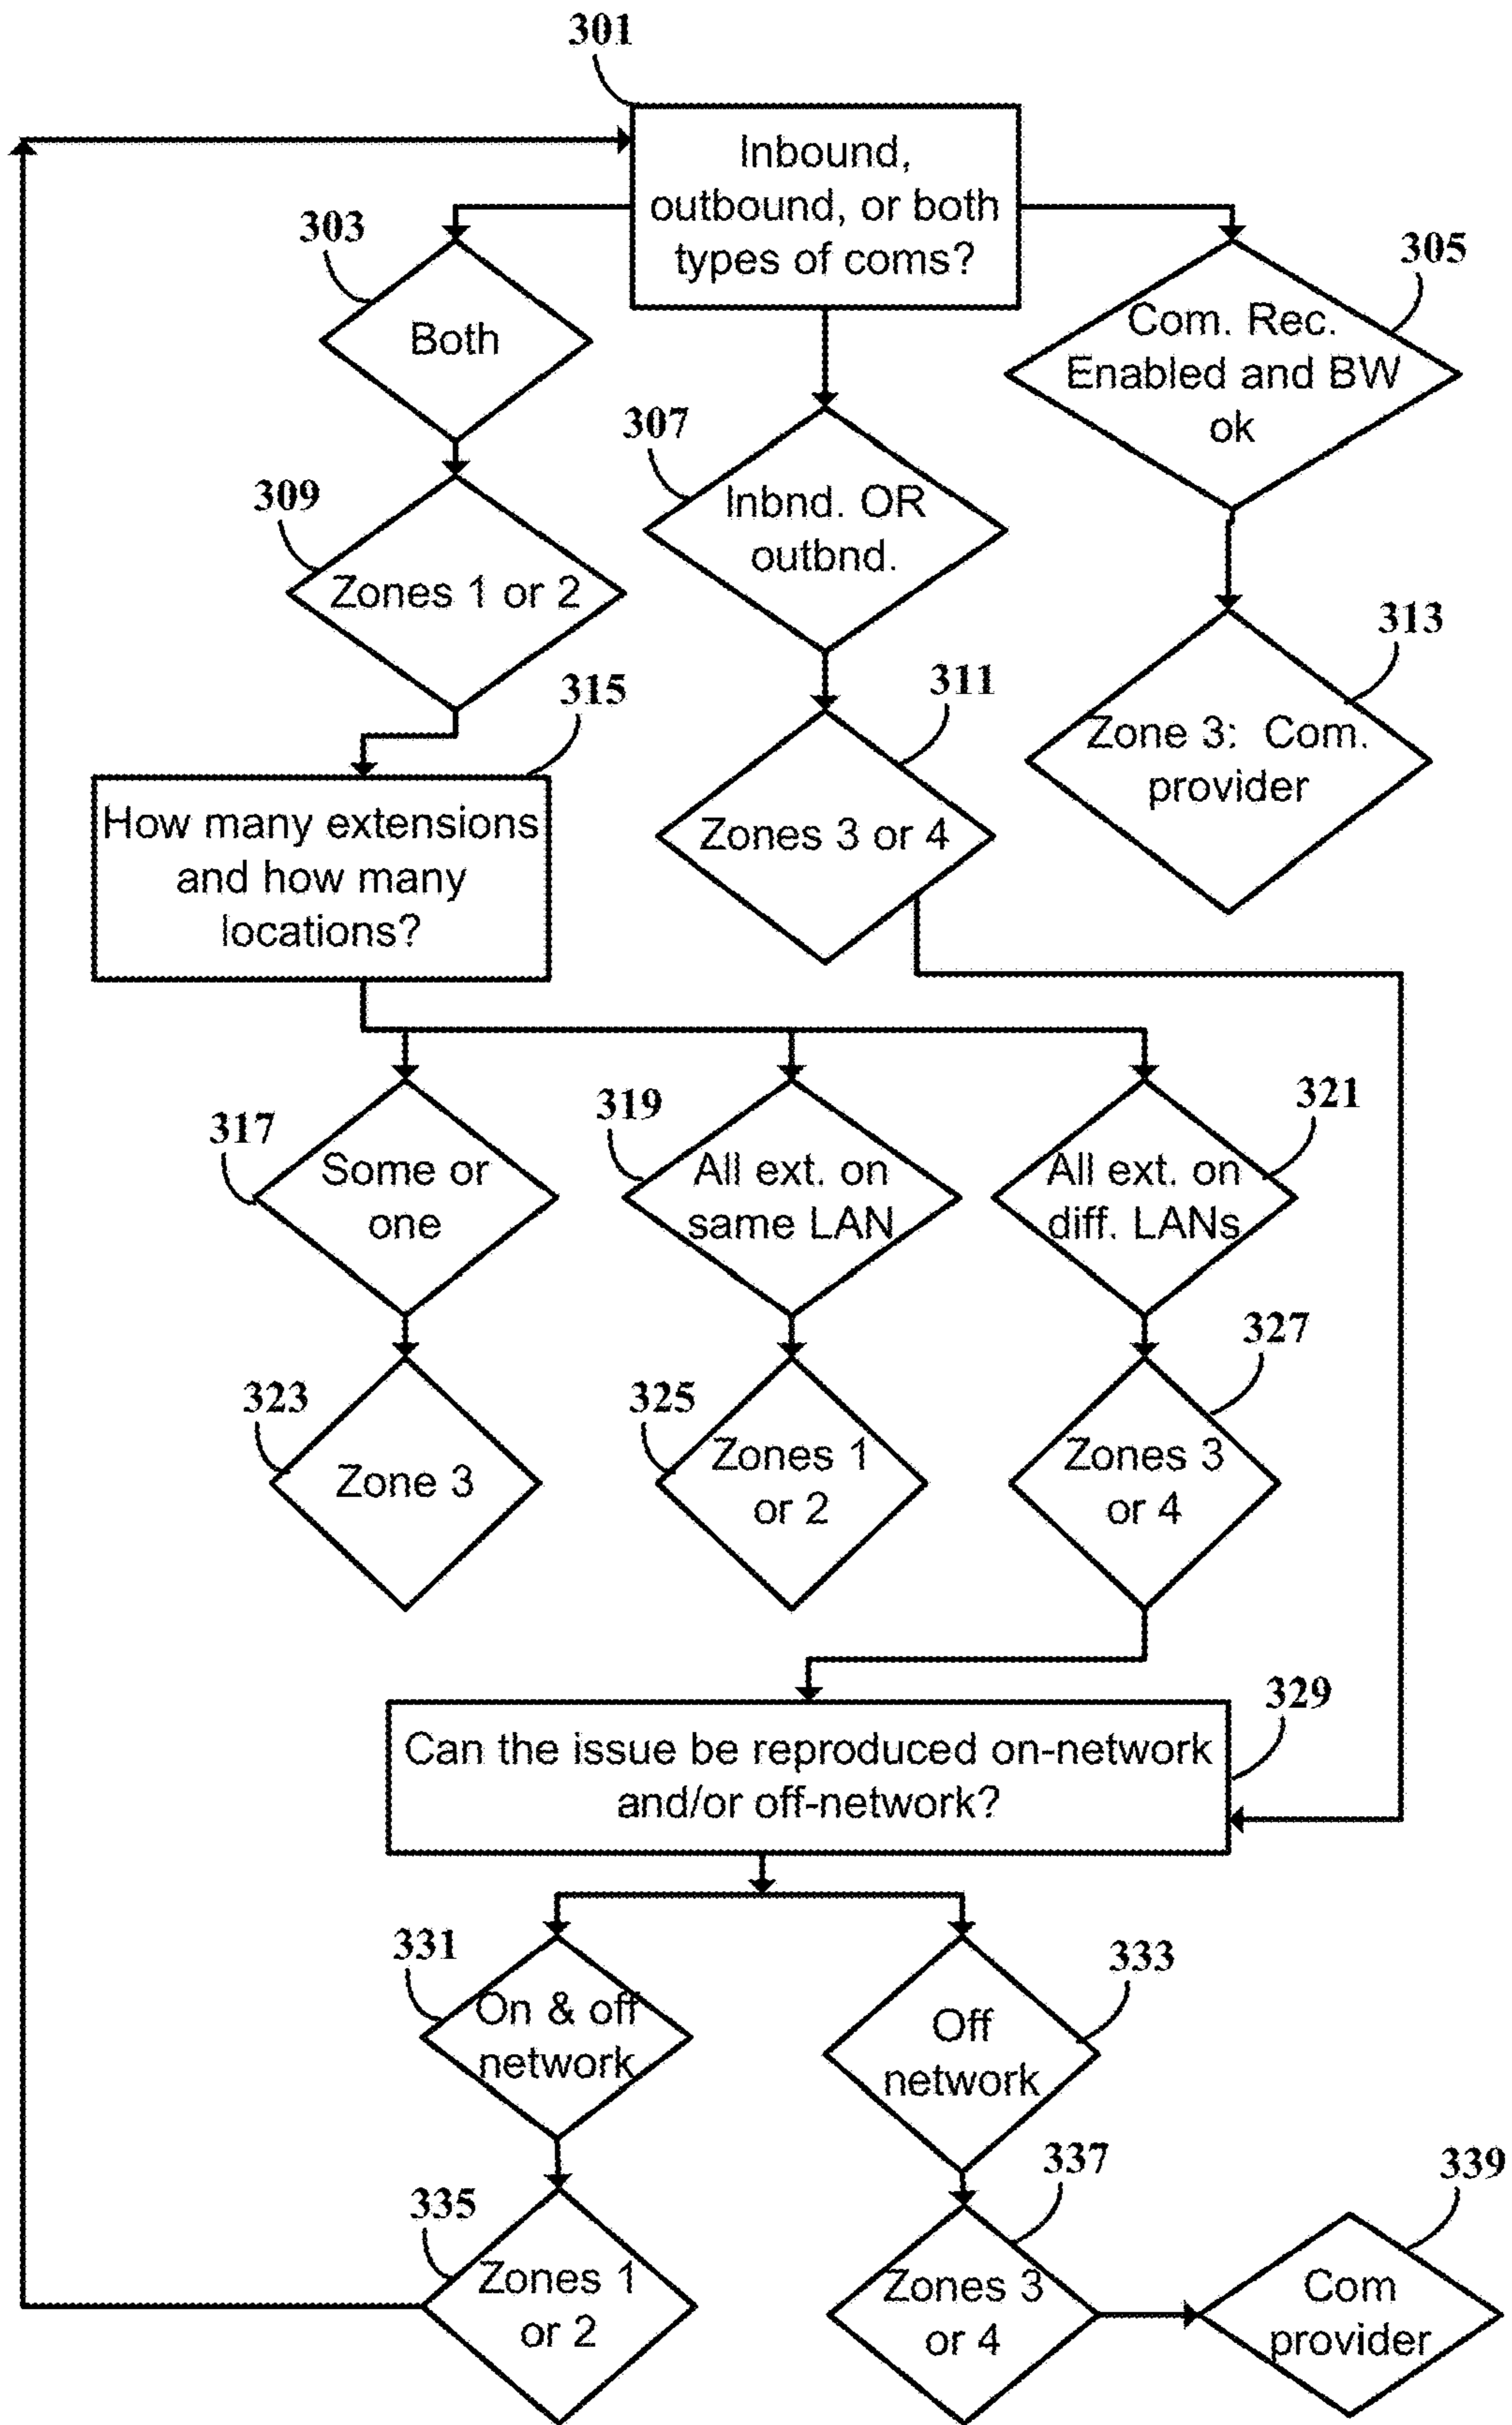 301
Inbound,
outbound, or both
types of coms?
303
Both
305
Com. Rec.
Enabled and BW
ok
307
Inbnd. OR
outbnd.
309
Zones 1 or 2
311
Zones 3 or 4
313
Zone 3: Com.
provider
315
How many extensions
and how many
locations?
317
Some or
one
319
All ext. on
same LAN
321
All ext. on
diff. LANs
323
Zone 3
325
Zones 1
or 2
327
Zones 3
or 4
329
Can the issue be reproduced on-network
and/or off-network?
331
On & off
network
333
Off
network
335
Zones 1
or 2
337
Zones 3
or 4
339
Com
provider